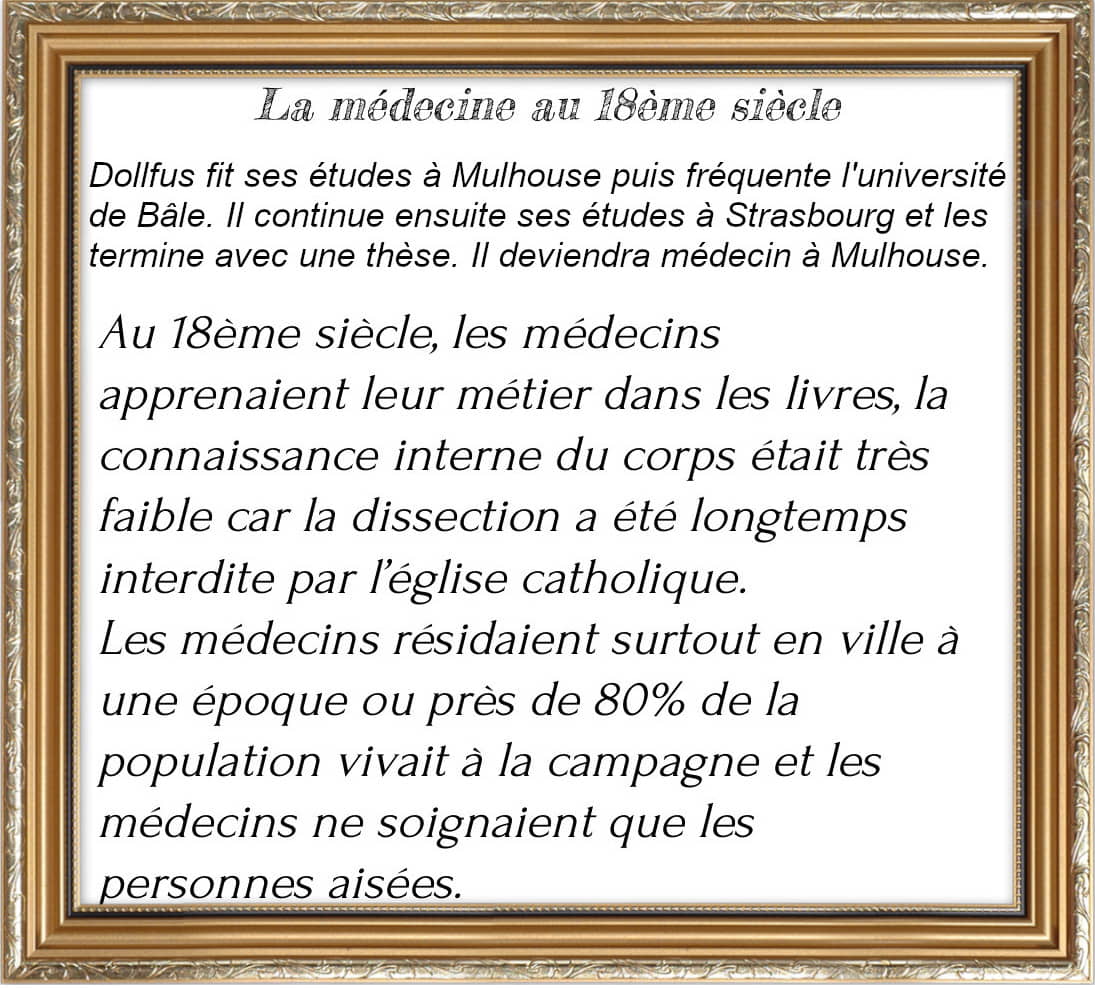 La médecine au 18ème siècle
Dollfus fit ses études à Mulhouse puis fréquente l'université
de Bâle. Il continue ensuite ses études à Strasbourg et les
termine avec une thèse. Il deviendra médecin à Mulhouse.
Au 18ème siècle, les médecins
apprenaient leur métier dans les livres, la
connaissance interne du corps était très
faible car la dissection a été longtemps
interdite par l’église catholique.
Les médecins résidaient surtout en ville à
une époque ou près de 80% de la
population vivait à la campagne et les
médecins ne soignaient que les
personnes aisées.